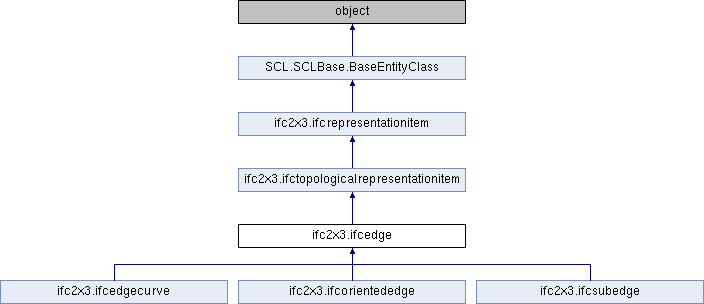 object
SCL.SCLBase.BaseEntityClass
ifc2x3.ifcrepresentationitem
ifc2x3.ifctopologicalrepresentationitem
ifc2x3.ifcedge
ifc2x3.ifcedgecurve
ifc2x3.ifcorientededge
ifc2x3.ifcsubedge